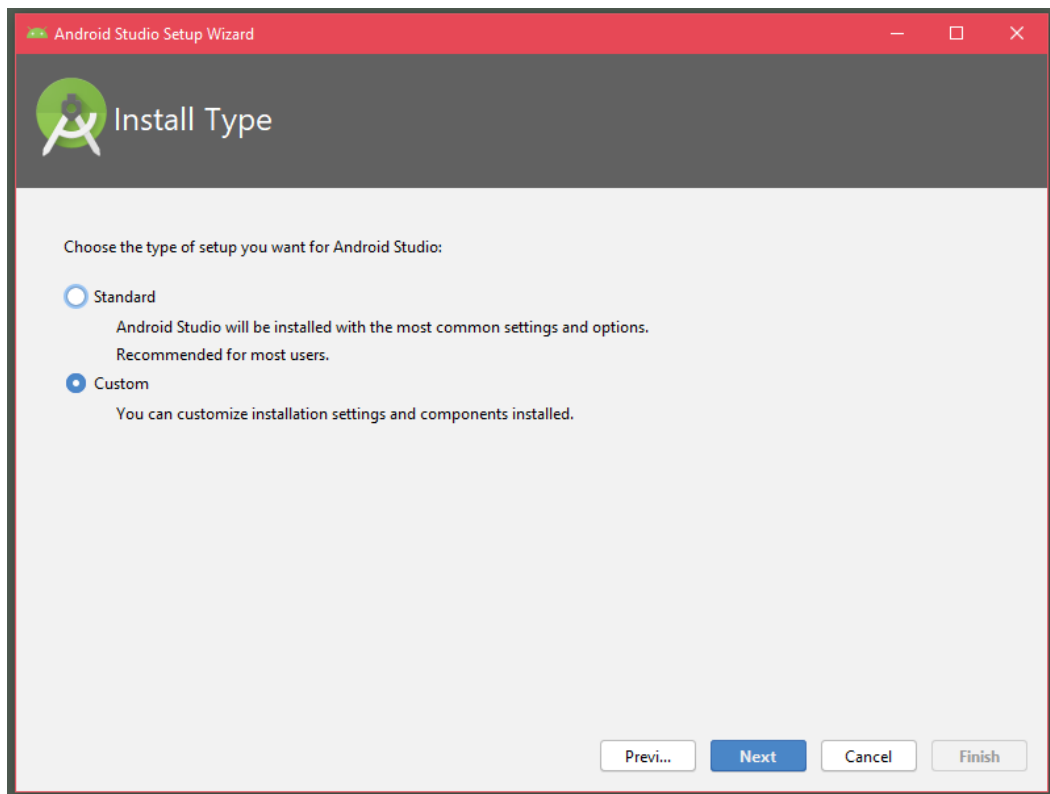 Android Studio Setup Wizard
Install Type
Choose the type of setup you want for Android Studio:
Standard
Android Studio will be installed with the most common settings and options.
Recommended for most users.
Custom
You can customize installation settings and components installed.
Previ... Next Cancel Finish